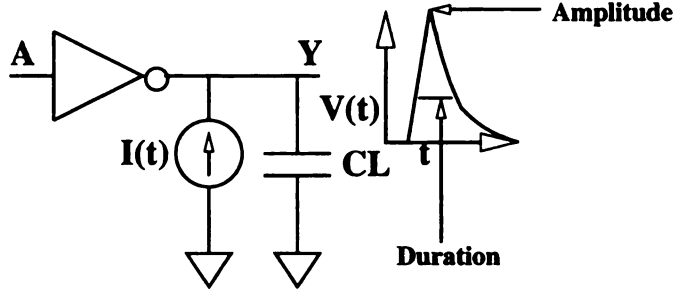 Amplitude
A
Y
V(t)
I(t)
CL
t
Duration